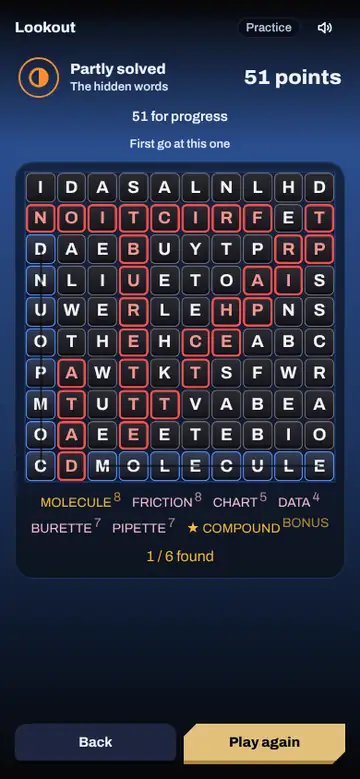 Lookout
Practice
Partly solved
The hidden words
51 points
51 for progress
First go at this one
I D A S A L N L H D
N O I T C I R F E T
D A E B U Y T P R P
N L I U E T O A I S
U W E R L E H P N S
O T H E H C E A B C
P A W T K T S F W R
M T U T T V A B E A
O A E E E T E B I O
C D M O L E C U L E
MOLECULE 8 FRICTION 8 CHART 5 DATA 4
BURETTE 7 PIPETTE 7 ★ COMPOUND BONUS
1 / 6 found
Back
Play again